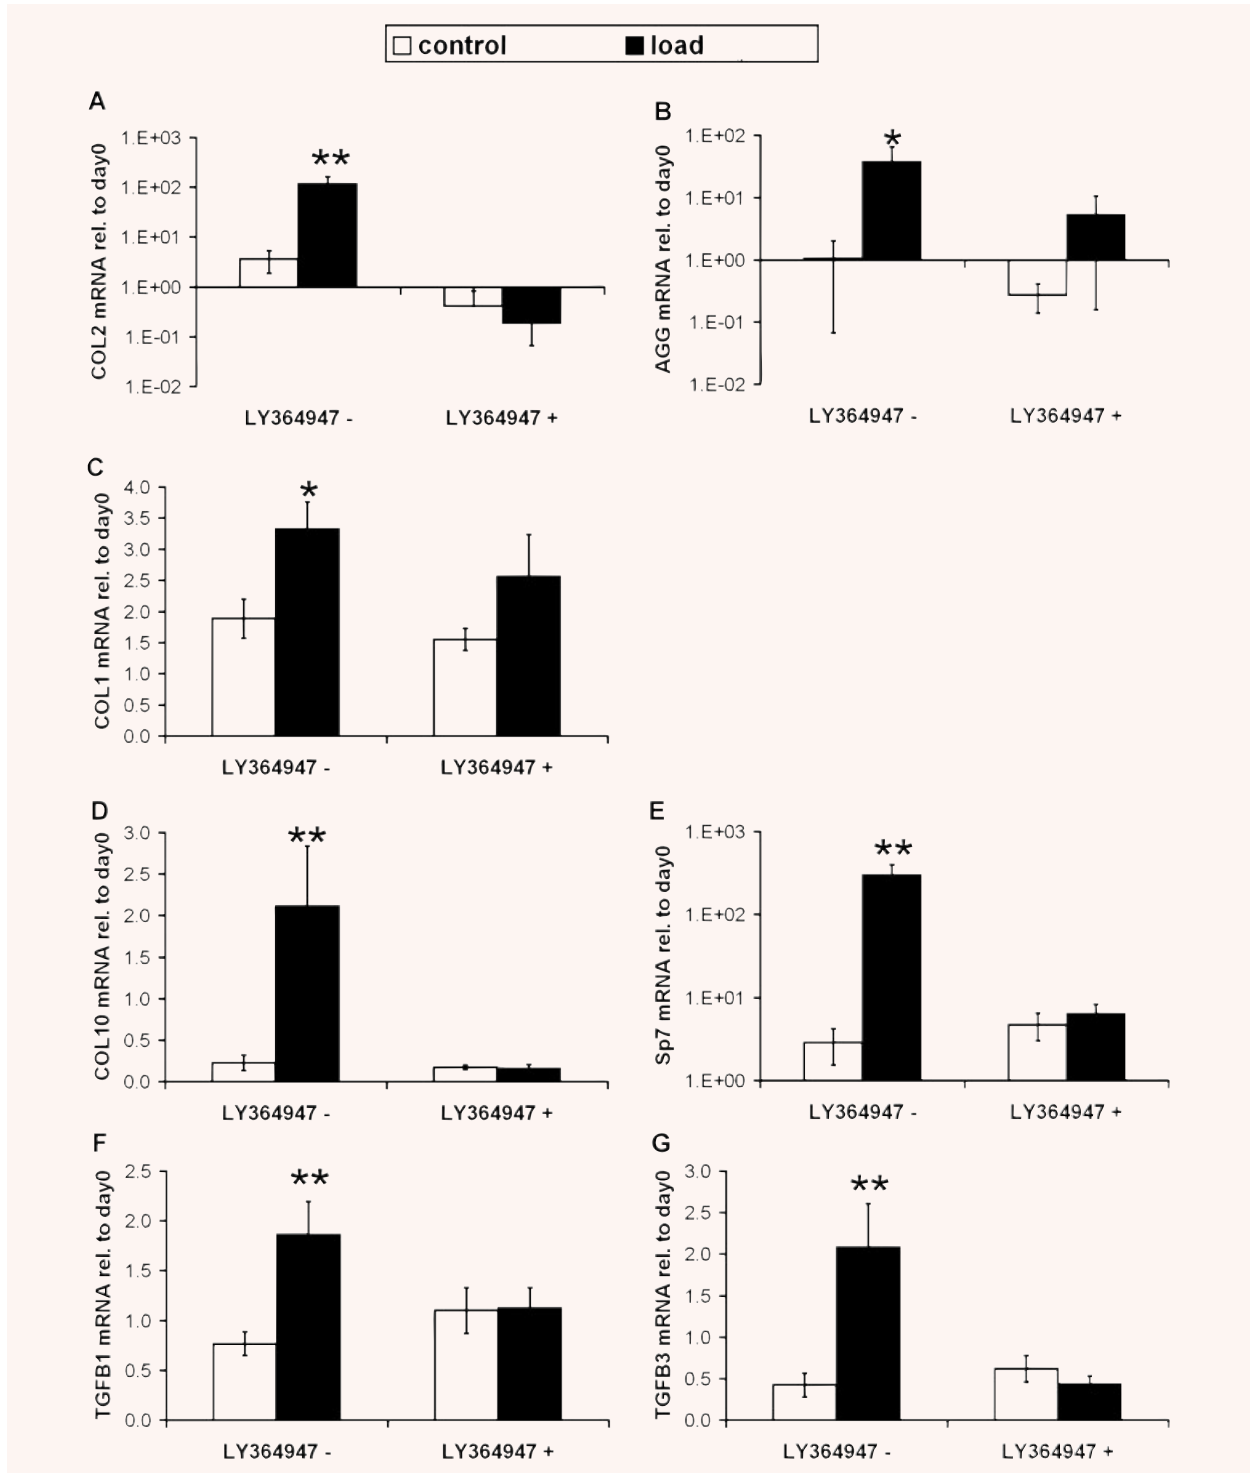 control load
A
COL2 mRNA rel. to day0
1.E+03
1.E+02
1.E+01
1.E+00
1.E-01
1.E-02
**
LY364947 - LY364947 +
B
AGG mRNA rel. to day0
1.E+02
1.E+01
1.E+00
1.E-01
1.E-02
*
LY364947 - LY364947 +
C
COL1 mRNA rel. to day0
4.0
3.5
3.0
2.5
2.0
1.5
1.0
0.5
0.0
*
LY364947 - LY364947 +
D
COL10 mRNA rel. to day0
3.0
2.5
2.0
1.5
1.0
0.5
0.0
**
LY364947 - LY364947 +
E
Sp7 mRNA rel. to day0
1.E+03
1.E+02
1.E+01
1.E+00
**
LY364947 - LY364947 +
F
TGFB1 mRNA rel. to day0
2.5
2.0
1.5
1.0
0.5
0.0
**
LY364947 - LY364947 +
G
TGFB3 mRNA rel. to day0
3.0
2.5
2.0
1.5
1.0
0.5
0.0
**
LY364947 - LY364947 +